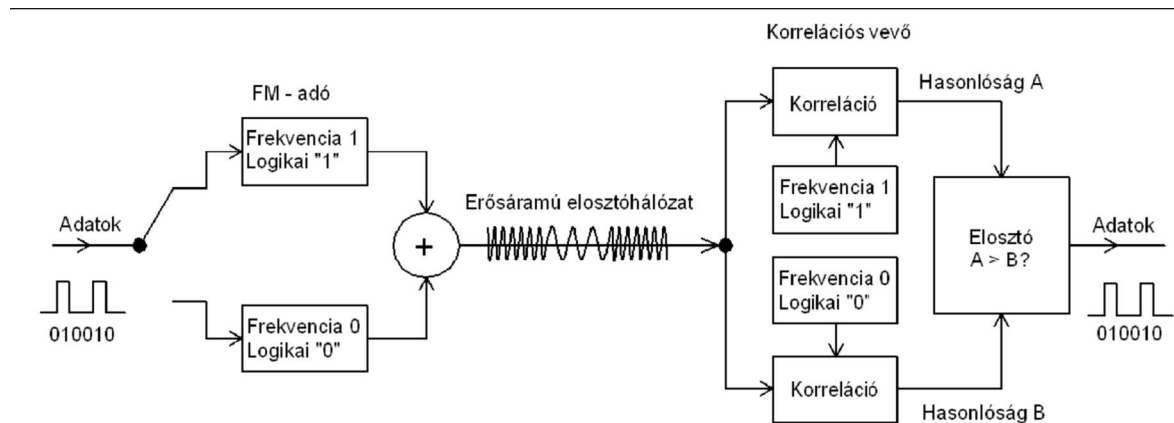 Korrelációs vevő
FM - adó
Frekvencia 1
Logikai "1"
Adatok
010010
Frekvencia 0
Logikai "0"
+
Erősáramú elosztóhálózat
Korreláció
Hasonlóság A
Frekvencia 1
Logikai "1"
Frekvencia 0
Logikai "0"
Korreláció
Hasonlóság B
Elosztó
A > B?
Adatok
010010